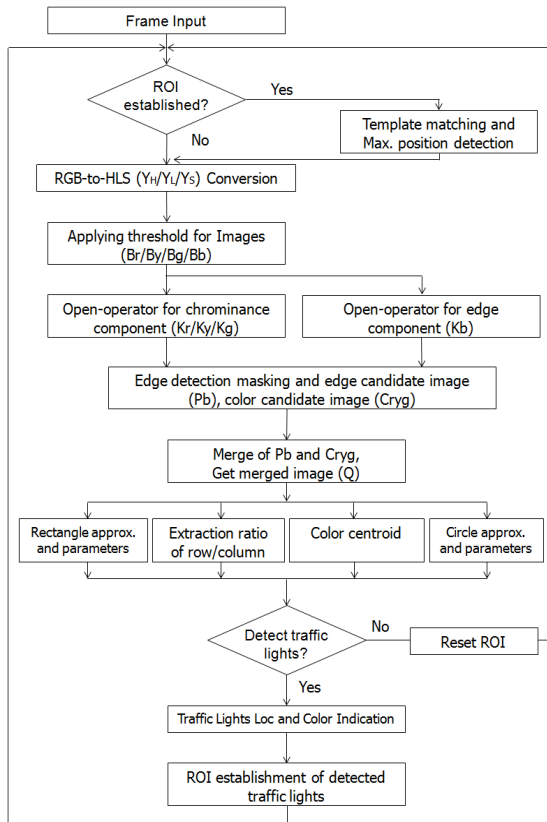 Frame Input
ROI
established?
Yes
Template matching and
Max. position detection
No
RGB-to-HLS (YH/YL/YS) Conversion
Applying threshold for Images
(Br/By/Bg/Bb)
Open-operator for chrominance
component (Kr/Ky/Kg)
Open-operator for edge
component (Kb)
Edge detection masking and edge candidate image
(Pb), color candidate image (Cryg)
Merge of Pb and Cryg,
Get merged image (Q)
Rectangle approx.
and parameters
Extraction ratio
of row/column
Color centroid
Circle approx.
and parameters
Detect traffic
lights?
No
Reset ROI
Yes
Traffic Lights Loc and Color Indication
ROI establishment of detected
traffic lights